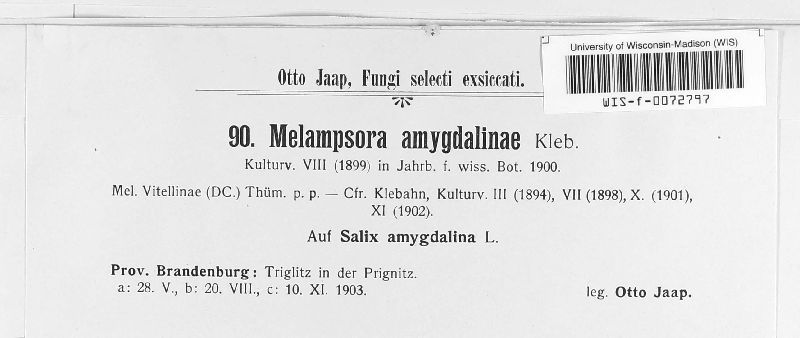 University of Wisconsin-Madison (WIS)
WIS-f-0072797
Otto Jaap, Fungi selecti exsiccati.
90. Melampsora amygdalinae Kleb.
Kulturv. VIII (1899) in Jahrb. f. wiss. Bot. 1900.
Mel. Vitellinae (DC.) Thüm. p. p. — Cfr. Klebahn, Kulturv. III (1894), VII (1898), X. (1901),
XI (1902).
Auf Salix amygdalina L.
Prov. Brandenburg: Triglitz in der Prignitz.
a: 28. V., b: 20. VIII., c: 10. XI. 1903.
leg. Otto Jaap.